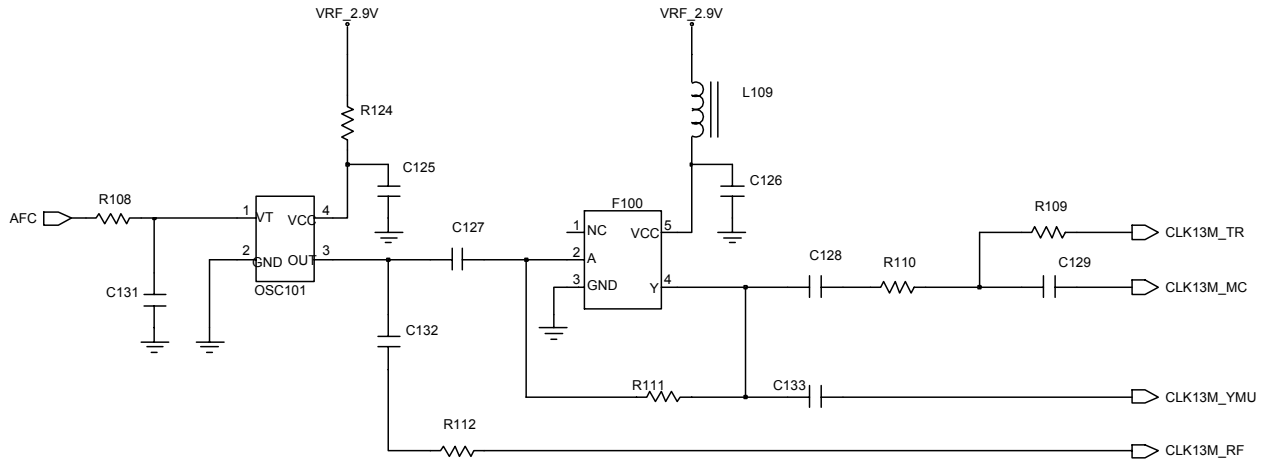 VRF_2.9V
VRF_2.9V
R124
L109
C125
C126
R108
AFC
1
VT
VCC
4
2
GND
OUT
3
OSC101
C131
C127
C132
F100
1
NC
VCC
5
2
A
3
GND
Y
4
R109
CLK13M_TR
C128
R110
C129
CLK13M_MC
R111
C133
CLK13M_YMU
R112
CLK13M_RF